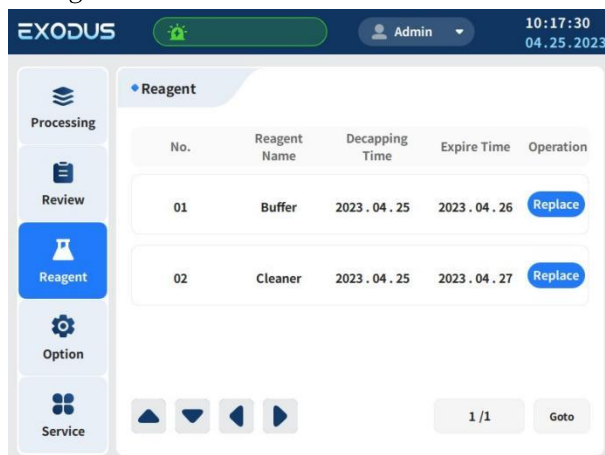 EXODUS
Admin
10:17:30
04.25.2023
Processing
Review
Reagent
Option
Service
Reagent
No. Reagent Name Decapping Time Expire Time Operation
01 Buffer 2023 . 04 . 25 2023 . 04 . 26 Replace
02 Cleaner 2023 . 04 . 25 2023 . 04 . 27 Replace
1 /1 Goto